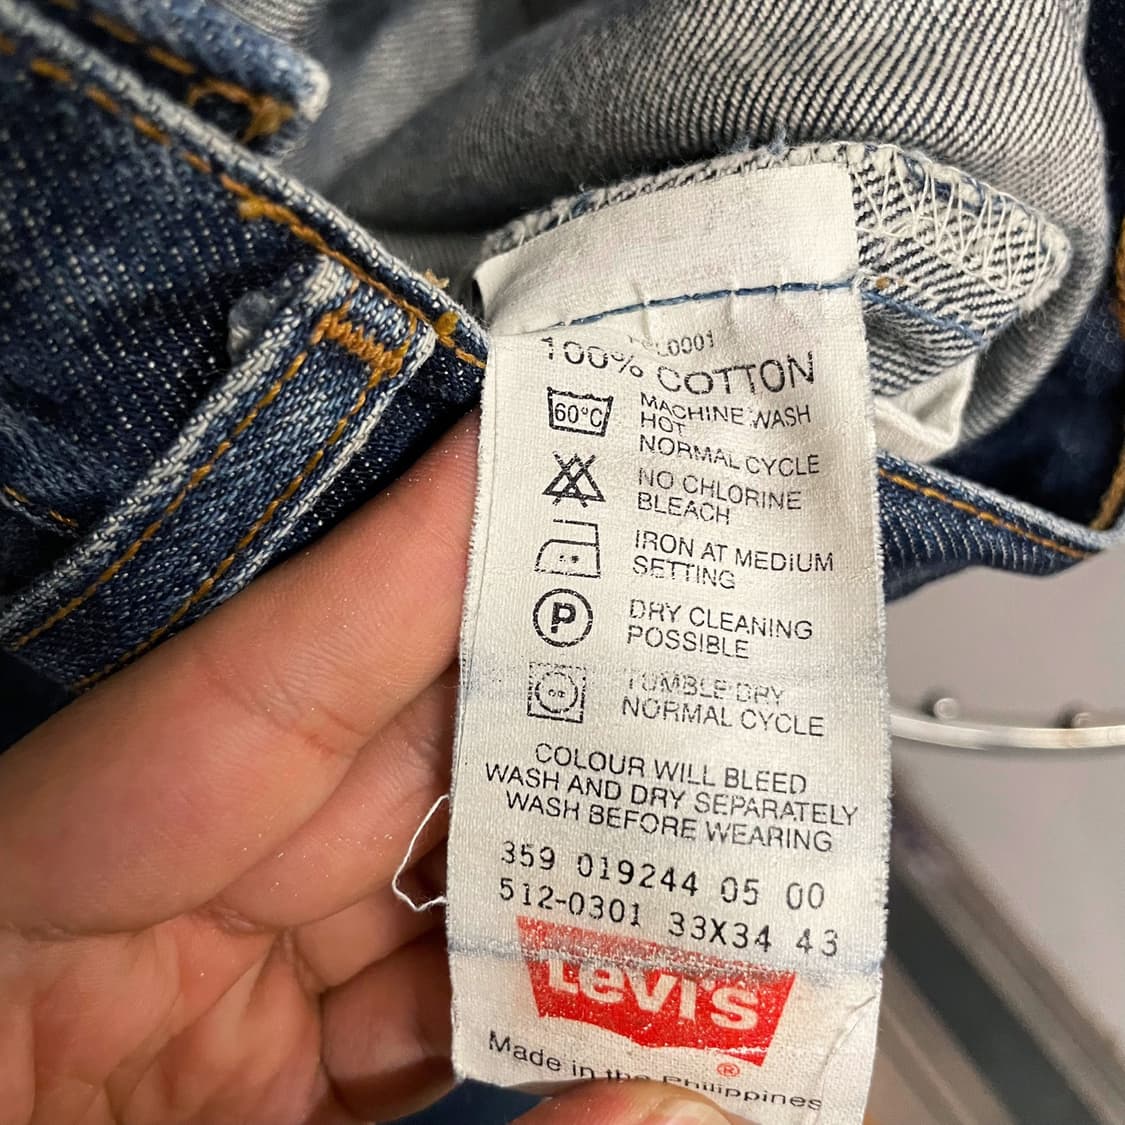 100% COTTON
60°C
MACHINE WASH
HOT
NORMAL CYCLE
NO CHLORINE
BLEACH
IRON AT MEDIUM
SETTING
P
DRY CLEANING
POSSIBLE
TUMBLE DRY
NORMAL CYCLE
COLOUR WILL BLEED
WASH AND DRY SEPARATELY
WASH BEFORE WEARING
359 019244 05 00
512-0301 33X34 43
Levi's
®
Made in the Philippines